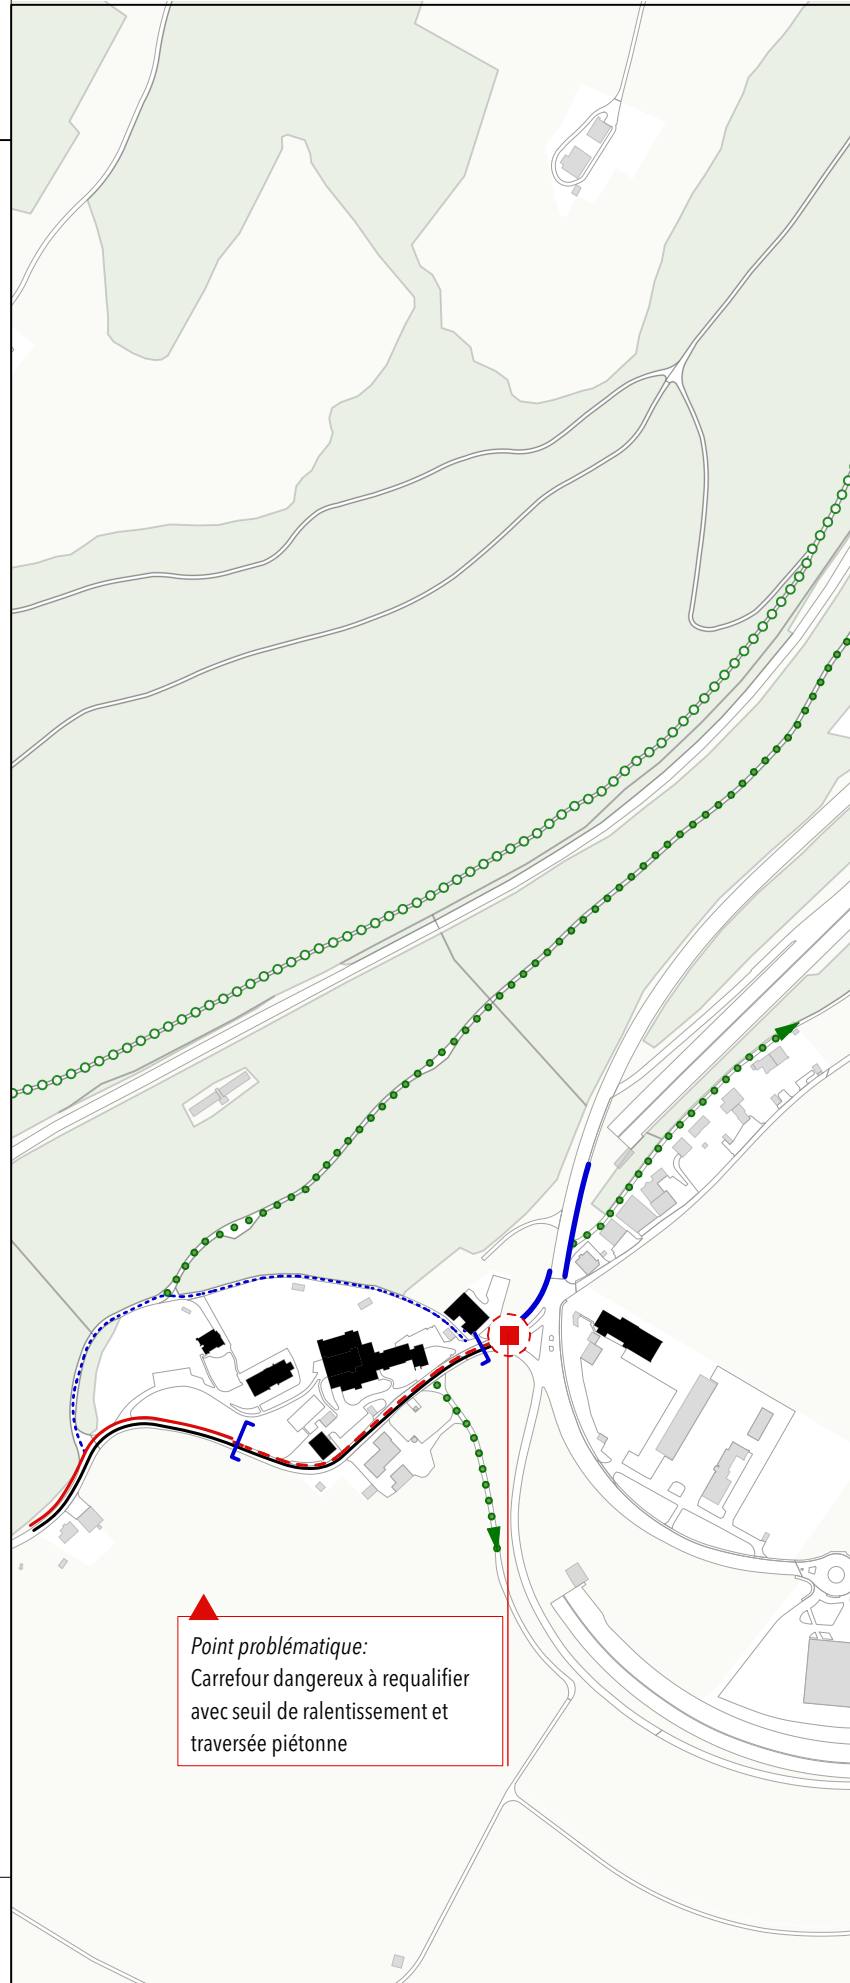 Point problématique:
Carrefour dangereux à requalifier
avec seuil de ralentissement et
traversée piétonne